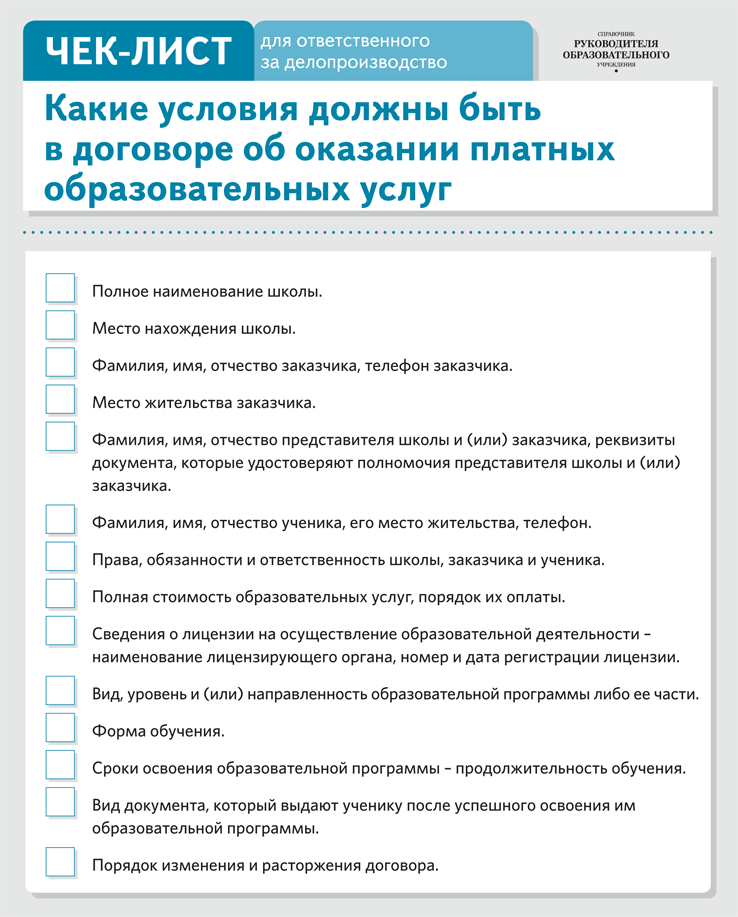 ЧЕК-ЛИСТ
для ответственного
за делопроизводство
СПРАВОЧНИК
РУКОВОДИТЕЛЯ
ОБРАЗОВАТЕЛЬНОГО
УЧРЕЖДЕНИЯ
Какие условия должны быть
в договоре об оказании платных
образовательных услуг
Полное наименование школы.
Место нахождения школы.
Фамилия, имя, отчество заказчика, телефон заказчика.
Место жительства заказчика.
Фамилия, имя, отчество представителя школы и (или) заказчика, реквизиты
документа, которые удостоверяют полномочия представителя школы и (или)
заказчика.
Фамилия, имя, отчество ученика, его место жительства, телефон.
Права, обязанности и ответственность школы, заказчика и ученика.
Полная стоимость образовательных услуг, порядок их оплаты.
Сведения о лицензии на осуществление образовательной деятельности –
наименование лицензирующего органа, номер и дата регистрации лицензии.
Вид, уровень и (или) направленность образовательной программы либо ее части.
Форма обучения.
Сроки освоения образовательной программы – продолжительность обучения.
Вид документа, который выдают ученику после успешного освоения им
образовательной программы.
Порядок изменения и расторжения договора.